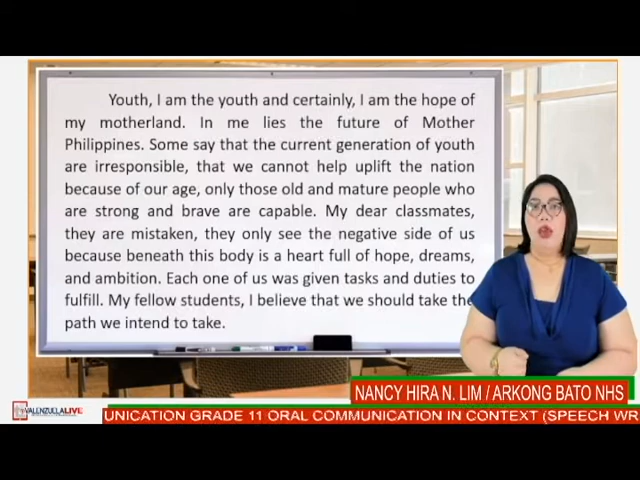 Youth, I am the youth and certainly, I am the hope of
my motherland. In me lies the future of Mother
Philippines. Some say that the current generation of youth
are irresponsible, that we cannot help uplift the nation
because of our age, only those old and mature people who
are strong and brave are capable. My dear classmates,
they are mistaken, they only see the negative side of us
because beneath this body is a heart full of hope, dreams,
and ambition. Each one of us was given tasks and duties to
fulfill. My fellow students, I believe that we should take the
path we intend to take.
NANCY HIRA N. LIM / ARKONG BATO NHS
VALENZUELALIVE
UNICATION GRADE 11 ORAL COMMUNICATION IN CONTEXT (SPEECH WR